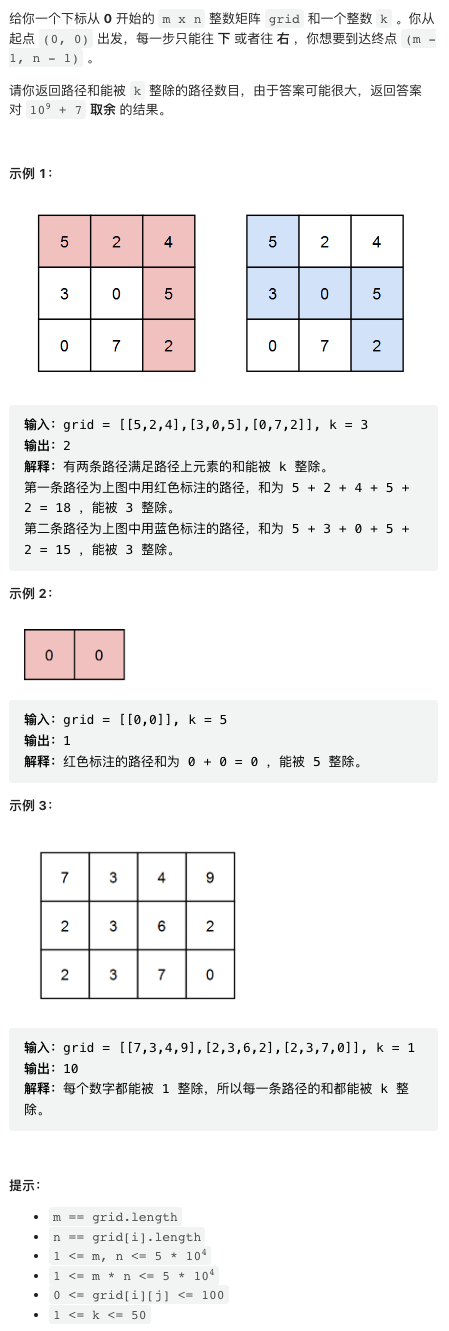 给你一个下标从 0 开始的 m x n 整数矩阵 grid 和一个整数 k 。你从
起点 (0, 0) 出发，每一步只能往 下 或者往 右 ，你想要到达终点 (m -
1, n - 1) 。
请你返回路径和能被 k 整除的路径数目，由于答案可能很大，返回答案
对 10⁹ + 7 取余 的结果。
示例 1：
5 2 4 5 2 4
3 0 5 3 0 5
0 7 2 0 7 2
输入：grid = [[5,2,4],[3,0,5],[0,7,2]], k = 3
输出：2
解释：有两条路径满足路径上元素的和能被 k 整除。
第一条路径为上图中用红色标注的路径，和为 5 + 2 + 4 + 5 +
2 = 18 ，能被 3 整除。
第二条路径为上图中用蓝色标注的路径，和为 5 + 3 + 0 + 5 +
2 = 15 ，能被 3 整除。
示例 2：
0 0
输入：grid = [[0,0]], k = 5
输出：1
解释：红色标注的路径和为 0 + 0 = 0 ，能被 5 整除。
示例 3：
7 3 4 9
2 3 6 2
2 3 7 0
输入：grid = [[7,3,4,9],[2,3,6,2],[2,3,7,0]], k = 1
输出：10
解释：每个数字都能被 1 整除，所以每一条路径的和都能被 k 整
除。
提示：
• m == grid.length
• n == grid[i].length
• 1 <= m, n <= 5 * 10⁴
• 1 <= m * n <= 5 * 10⁴
• 0 <= grid[i][j] <= 100
• 1 <= k <= 50